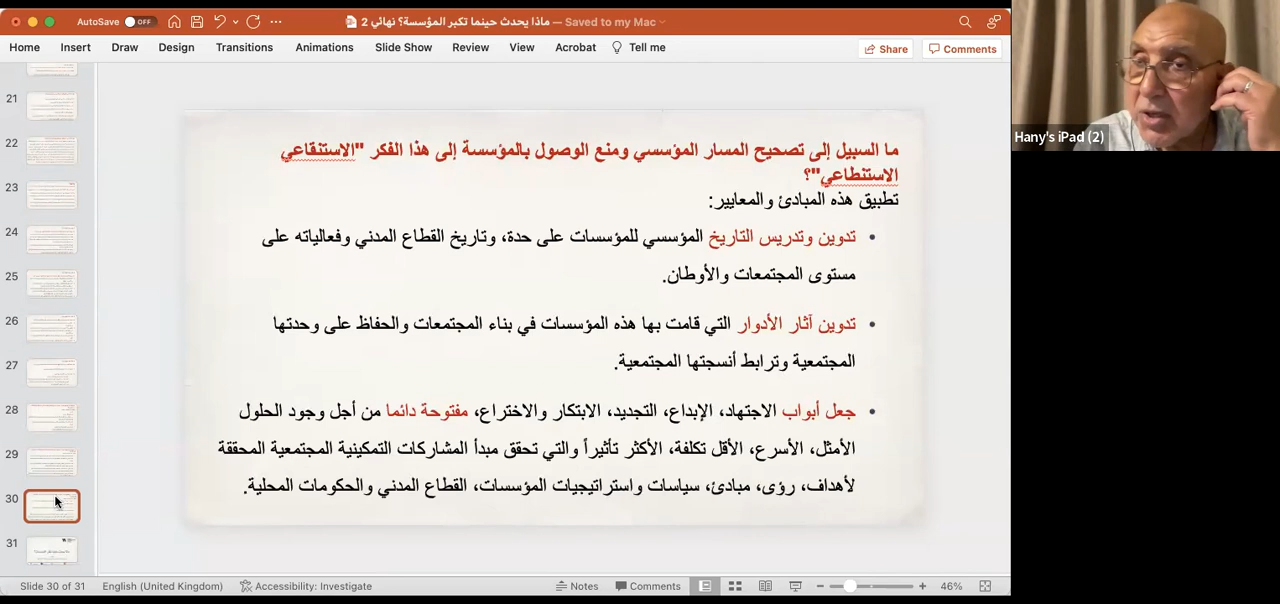 AutoSave OFF
ماذا يحدث حينما تكبر المؤسسة؟ نهائي 2 — Saved to my Mac
Home Insert Draw Design Transitions Animations Slide Show Review View Acrobat Tell me
Share Comments
21
22
23
24
25
26
27
28
29
30
31
ما السبيل إلى تصحيح المسار المؤسسي ومنع الوصول بالمؤسسة إلى هذا الفكر "الاستنقاعي
الاستنطاعي"؟
تطبيق هذه المبادئ والمعايير:
• تدوين وتدريس التاريخ المؤسسي للمؤسسات على حدة، وتاريخ القطاع المدني وفعالياته على
مستوى المجتمعات والأوطان.
• تدوين آثار الأدوار التي قامت بها هذه المؤسسات في بناء المجتمعات والحفاظ على وحدتها
المجتمعية وترابط أنسجتها المجتمعية.
• جعل أبواب الاجتهاد، الإبداع، التجديد، الابتكار والاختراع، مفتوحة دائما من أجل وجود الحلول
الأمثل، الأسرع، الأقل تكلفة، الأكثر تأثيراً والتي تحقق مبدأ المشاركات التمكينية المجتمعية المحققة
لأهداف، رؤى، مبادئ، سياسات واستراتيجيات المؤسسات، القطاع المدني والحكومات المحلية.
Hany's iPad (2)
Slide 30 of 31 English (United Kingdom) Accessibility: Investigate Notes Comments 46%